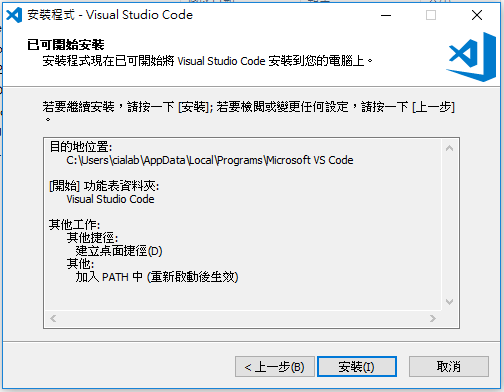 安裝程式 - Visual Studio Code
已可開始安裝
安裝程式現在已可開始將 Visual Studio Code 安裝到您的電腦上。
若要繼續安裝，請按一下 [安裝]; 若要檢閱或變更任何設定，請按一下 [上一步]
。
目的地位置:
C:\Users\cialab\AppData\Local\Programs\Microsoft VS Code
[開始] 功能表資料夾:
Visual Studio Code
其他工作:
其他捷徑:
建立桌面捷徑(D)
其他:
加入 PATH 中 (重新啟動後生效)
< 上一步(B)
安裝(I)
取消